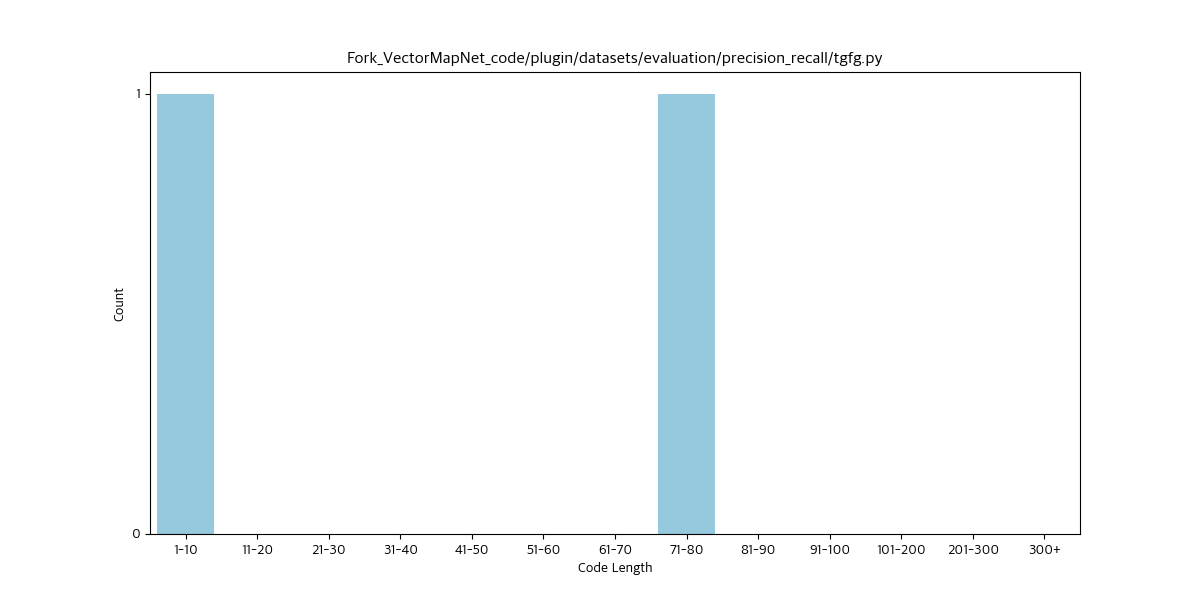 Fork_VectorMapNet_code/plugin/datasets/evaluation/precision_recall/tgfg.py
1
0
Count
1-10 11-20 21-30 31-40 41-50 51-60 61-70 71-80 81-90 91-100 101-200 201-300 300+
Code Length